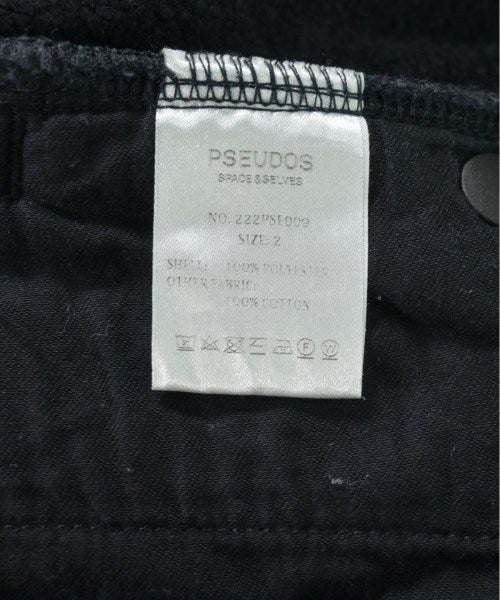 PSEUDOS
SPACE & SELVES
NO. 222PSL009
SIZE: 2
SHELL: 100% POLYESTER
OTHER FABRIC:
100% COTTON